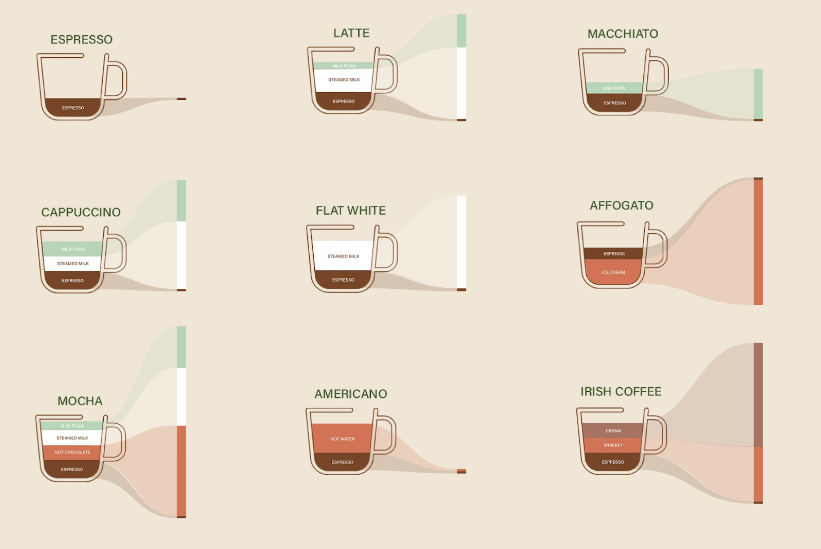 ESPRESSO
ESPRESSO
LATTE
MILK FOAM
STEAMED MILK
ESPRESSO
MACCHIATO
MILK FOAM
ESPRESSO
CAPPUCCINO
MILK FOAM
STEAMED MILK
ESPRESSO
FLAT WHITE
STEAMED MILK
ESPRESSO
AFFOGATO
ESPRESSO
ICE CREAM
MOCHA
MILK FOAM
STEAMED MILK
HOT CHOCOLATE
ESPRESSO
AMERICANO
HOT WATER
ESPRESSO
IRISH COFFEE
CREAM
WHISKEY
ESPRESSO